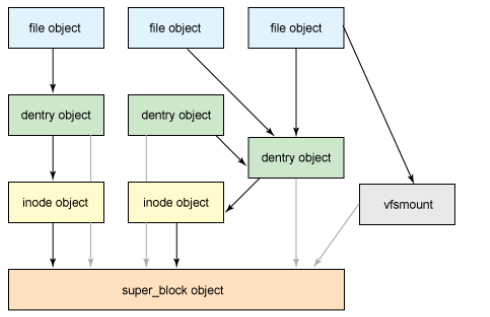 file object
file object
file object
dentry object
dentry object
dentry object
inode object
inode object
vfsmount
super_block object